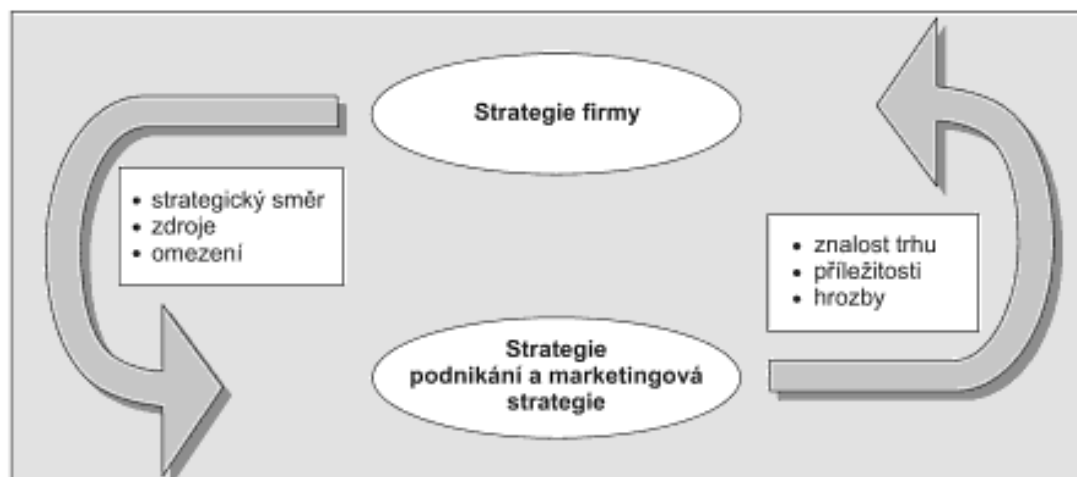 Strategie firmy
• strategický směr
• zdroje
• omezení
• znalost trhu
• příležitosti
• hrozby
Strategie
podnikání a marketingová
strategie